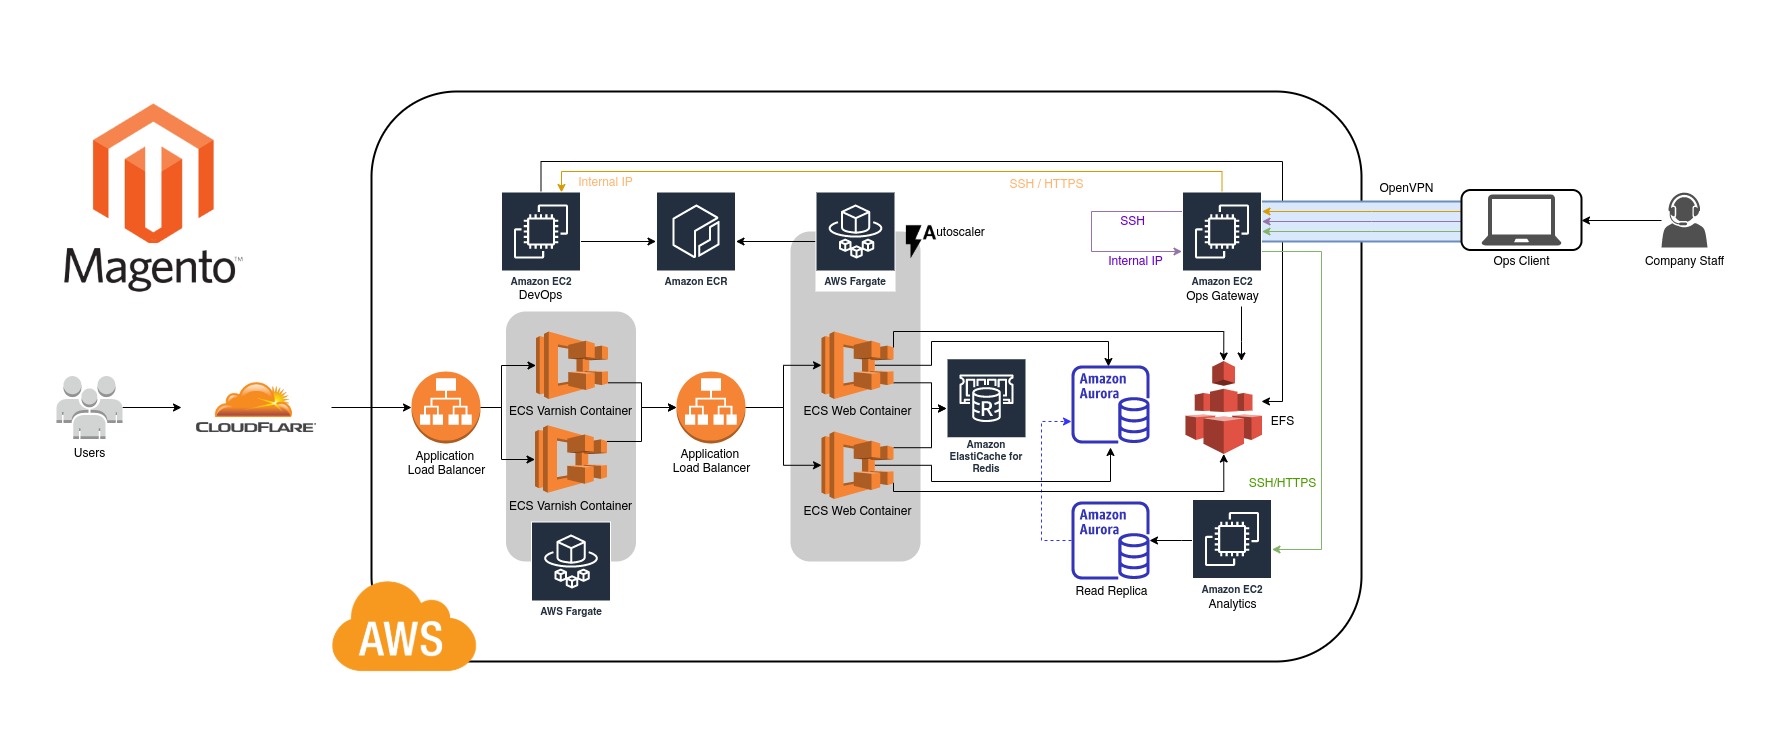 Magento™
Internal IP
SSH / HTTPS
OpenVPN
SSH
Internal IP
Autoscaler
Amazon EC2
DevOps
Amazon ECR
AWS Fargate
Amazon EC2
Ops Gateway
Ops Client
Company Staff
Users
CLOUDFLARE
Application
Load Balancer
ECS Varnish Container
ECS Varnish Container
AWS Fargate
Application
Load Balancer
ECS Web Container
ECS Web Container
R
Amazon
ElastiCache for
Redis
Amazon
Aurora
EFS
SSH/HTTPS
Amazon
Aurora
Read Replica
Amazon EC2
Analytics
AWS